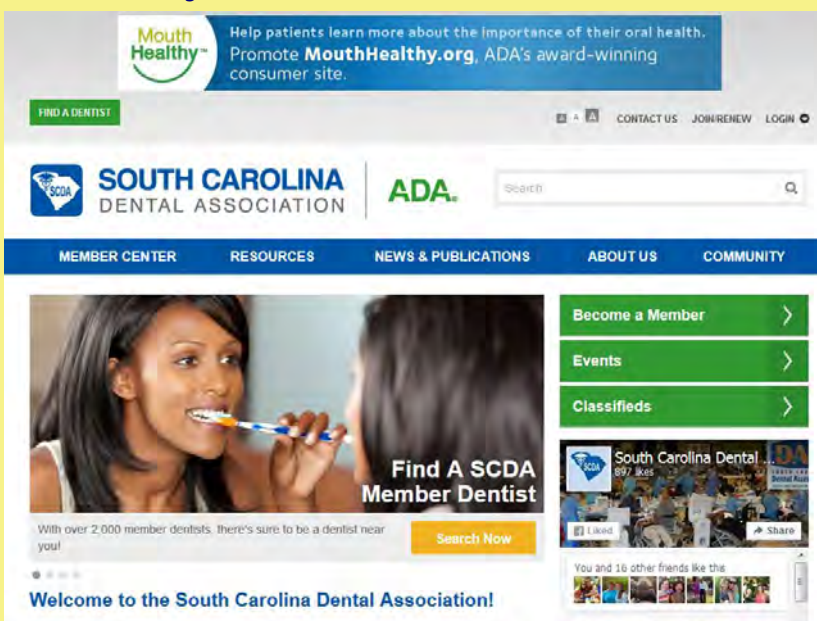 Mouth
Healthy™
Help patients learn more about the importance of their oral health.
Promote MouthHealthy.org, ADA's award-winning
consumer site.
FIND A DENTIST
A A A CONTACT US JOIN/RENEW LOGIN
SCDA
SOUTH CAROLINA
DENTAL ASSOCIATION
ADA.
Search
MEMBER CENTER RESOURCES NEWS & PUBLICATIONS ABOUT US COMMUNITY
Find A SCDA
Member Dentist
With over 2,000 member dentists, there's sure to be a dentist near
you!
Search Now
Become a Member
Events
Classifieds
SCDA
South Carolina Dental ...
897 likes
Liked
Share
You and 16 other friends like this
Welcome to the South Carolina Dental Association!